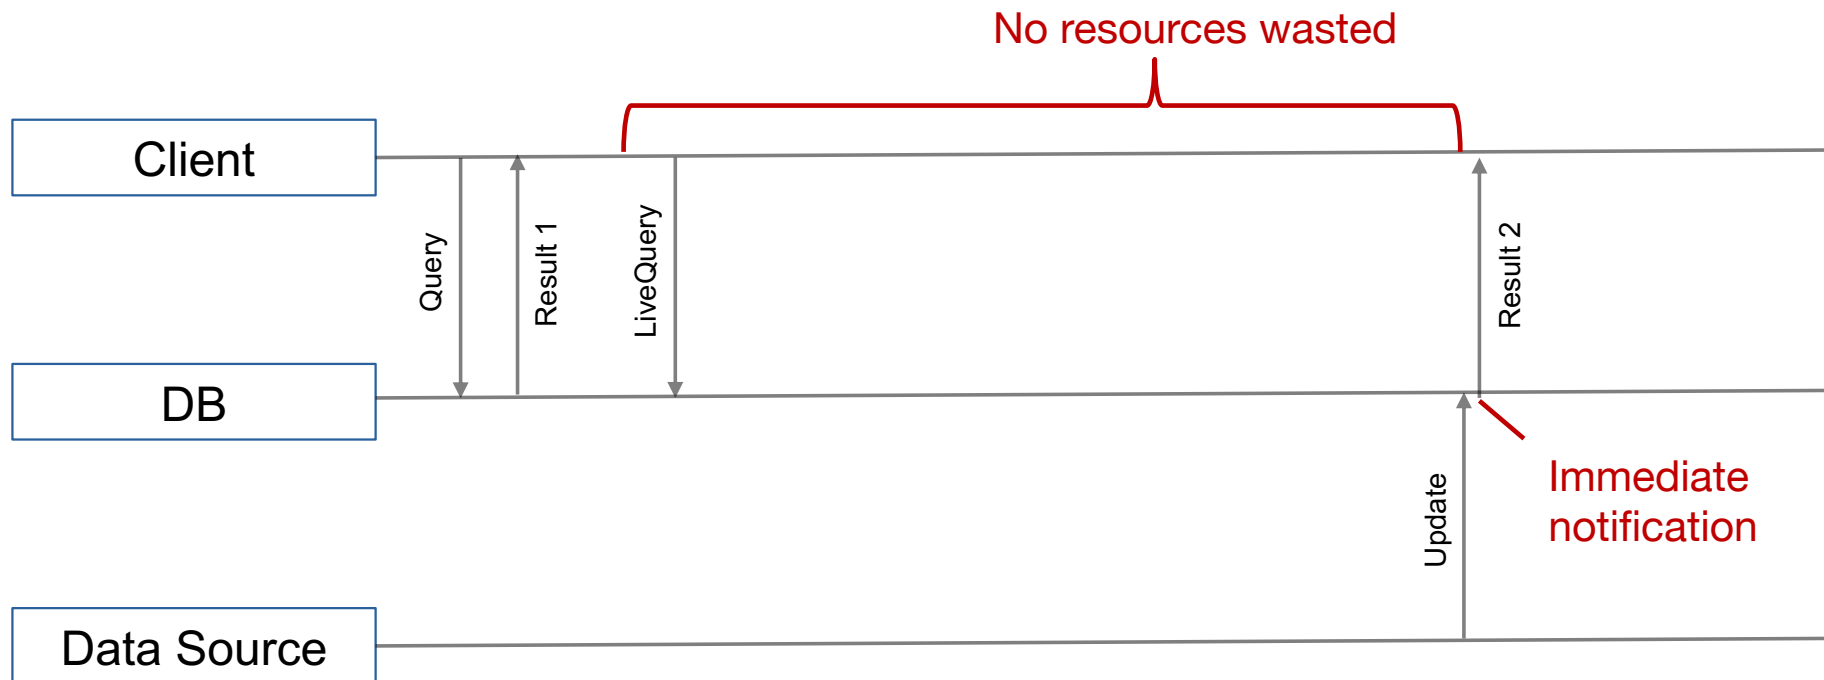 No resources wasted
Client
Query
Result 1
LiveQuery
Result 2
DB
Immediate
notification
Update
Data Source